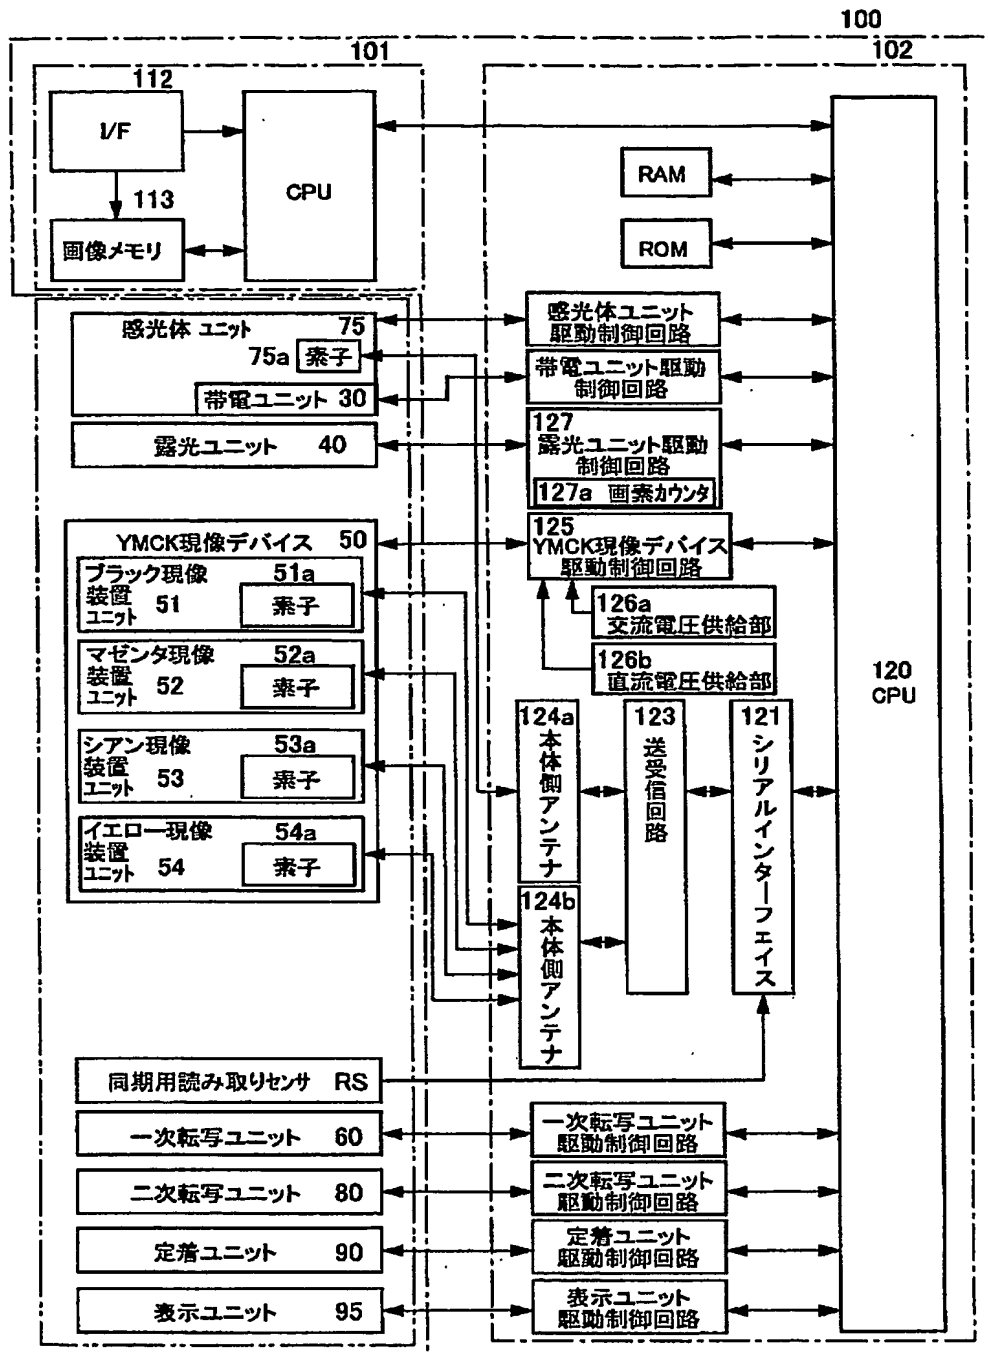 100
101
102
112
I/F
113
画像メモリ
CPU
RAM
ROM
感光体 ユニット 75
75a 素子
帯電ユニット 30
露光ユニット 40
感光体ユニット
駆動制御回路
帯電ユニット駆動
制御回路
127
露光ユニット駆動
制御回路
127a 画素カウンタ
125
YMCK現像デバイス
駆動制御回路
126a
交流電圧供給部
126b
直流電圧供給部
120
CPU
YMCK現像デバイス 50
ブラック現像
装置
ユニット 51
51a
素子
マゼンタ現像
装置
ユニット 52
52a
素子
シアン現像
装置
ユニット 53
53a
素子
イエロー現像
装置
ユニット 54
54a
素子
124a
本体側アンテナ
124b
本体側アンテナ
123
送受信回路
121
シリアルインターフェイス
同期用読み取りセンサ RS
一次転写ユニット 60
一次転写ユニット
駆動制御回路
二次転写ユニット 80
二次転写ユニット
駆動制御回路
定着ユニット 90
定着ユニット
駆動制御回路
表示ユニット 95
表示ユニット
駆動制御回路